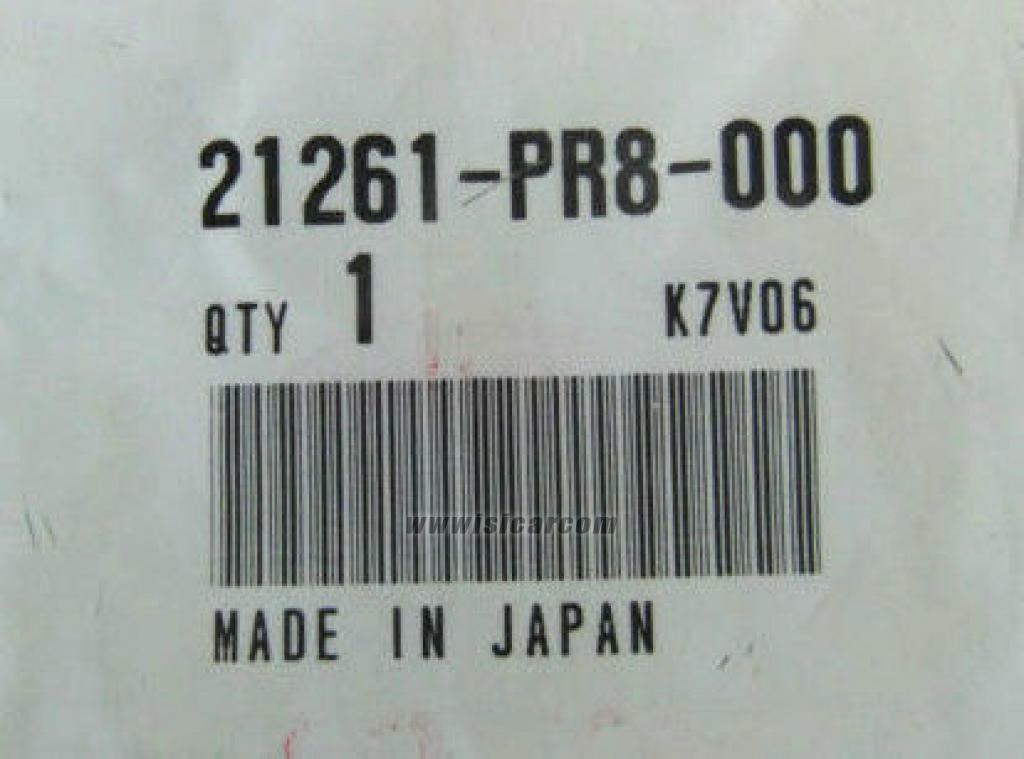 21261-PR8-000
QTY 1 K7V06
www.isicar.com
MADE IN JAPAN